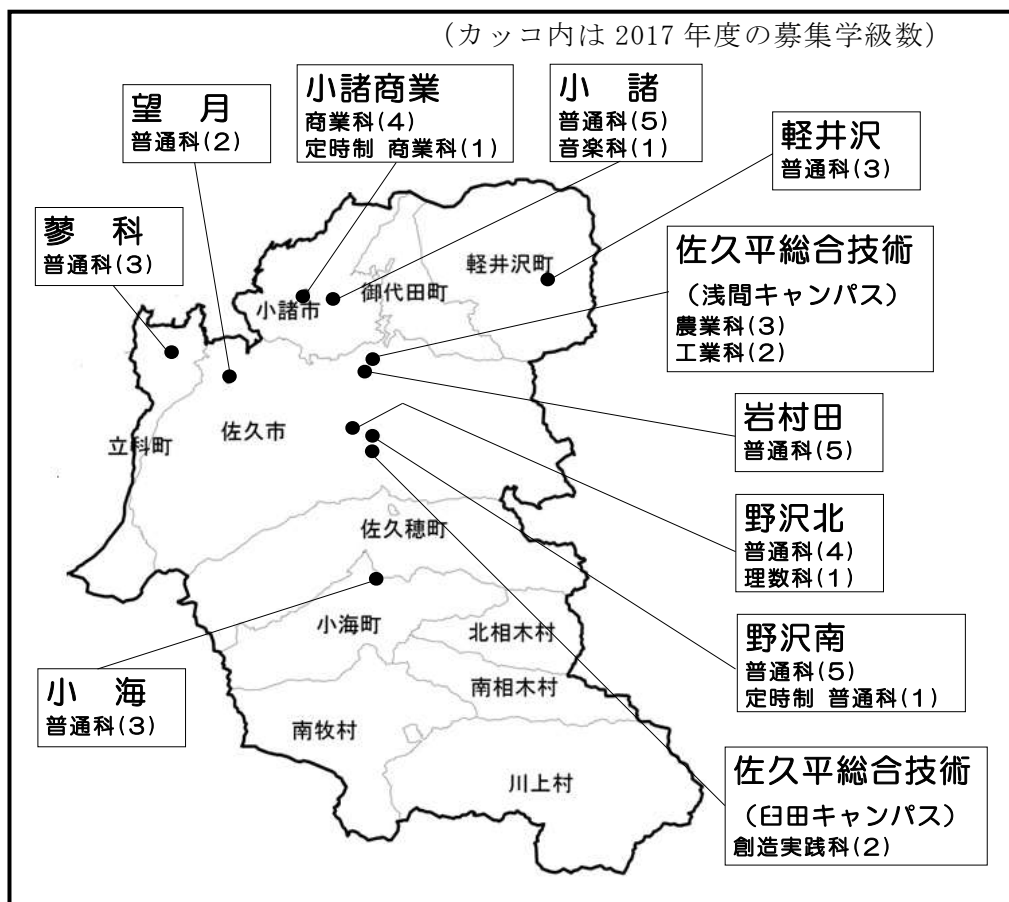 (カッコ内は 2017 年度の募集学級数)
望 月
普通科(2)
小諸商業
商業科(4)
定時制 商業科(1)
小 諸
普通科(5)
音楽科(1)
軽井沢
普通科(3)
蓼 科
普通科(3)
佐久平総合技術
(浅間キャンパス)
農業科(3)
工業科(2)
岩村田
普通科(5)
野沢北
普通科(4)
理数科(1)
野沢南
普通科(5)
定時制 普通科(1)
佐久平総合技術
(臼田キャンパス)
創造実践科(2)
小 海
普通科(3)
軽井沢町
御代田町
小諸市
立科町
佐久市
佐久穂町
小海町
北相木村
南相木村
南牧村
川上村